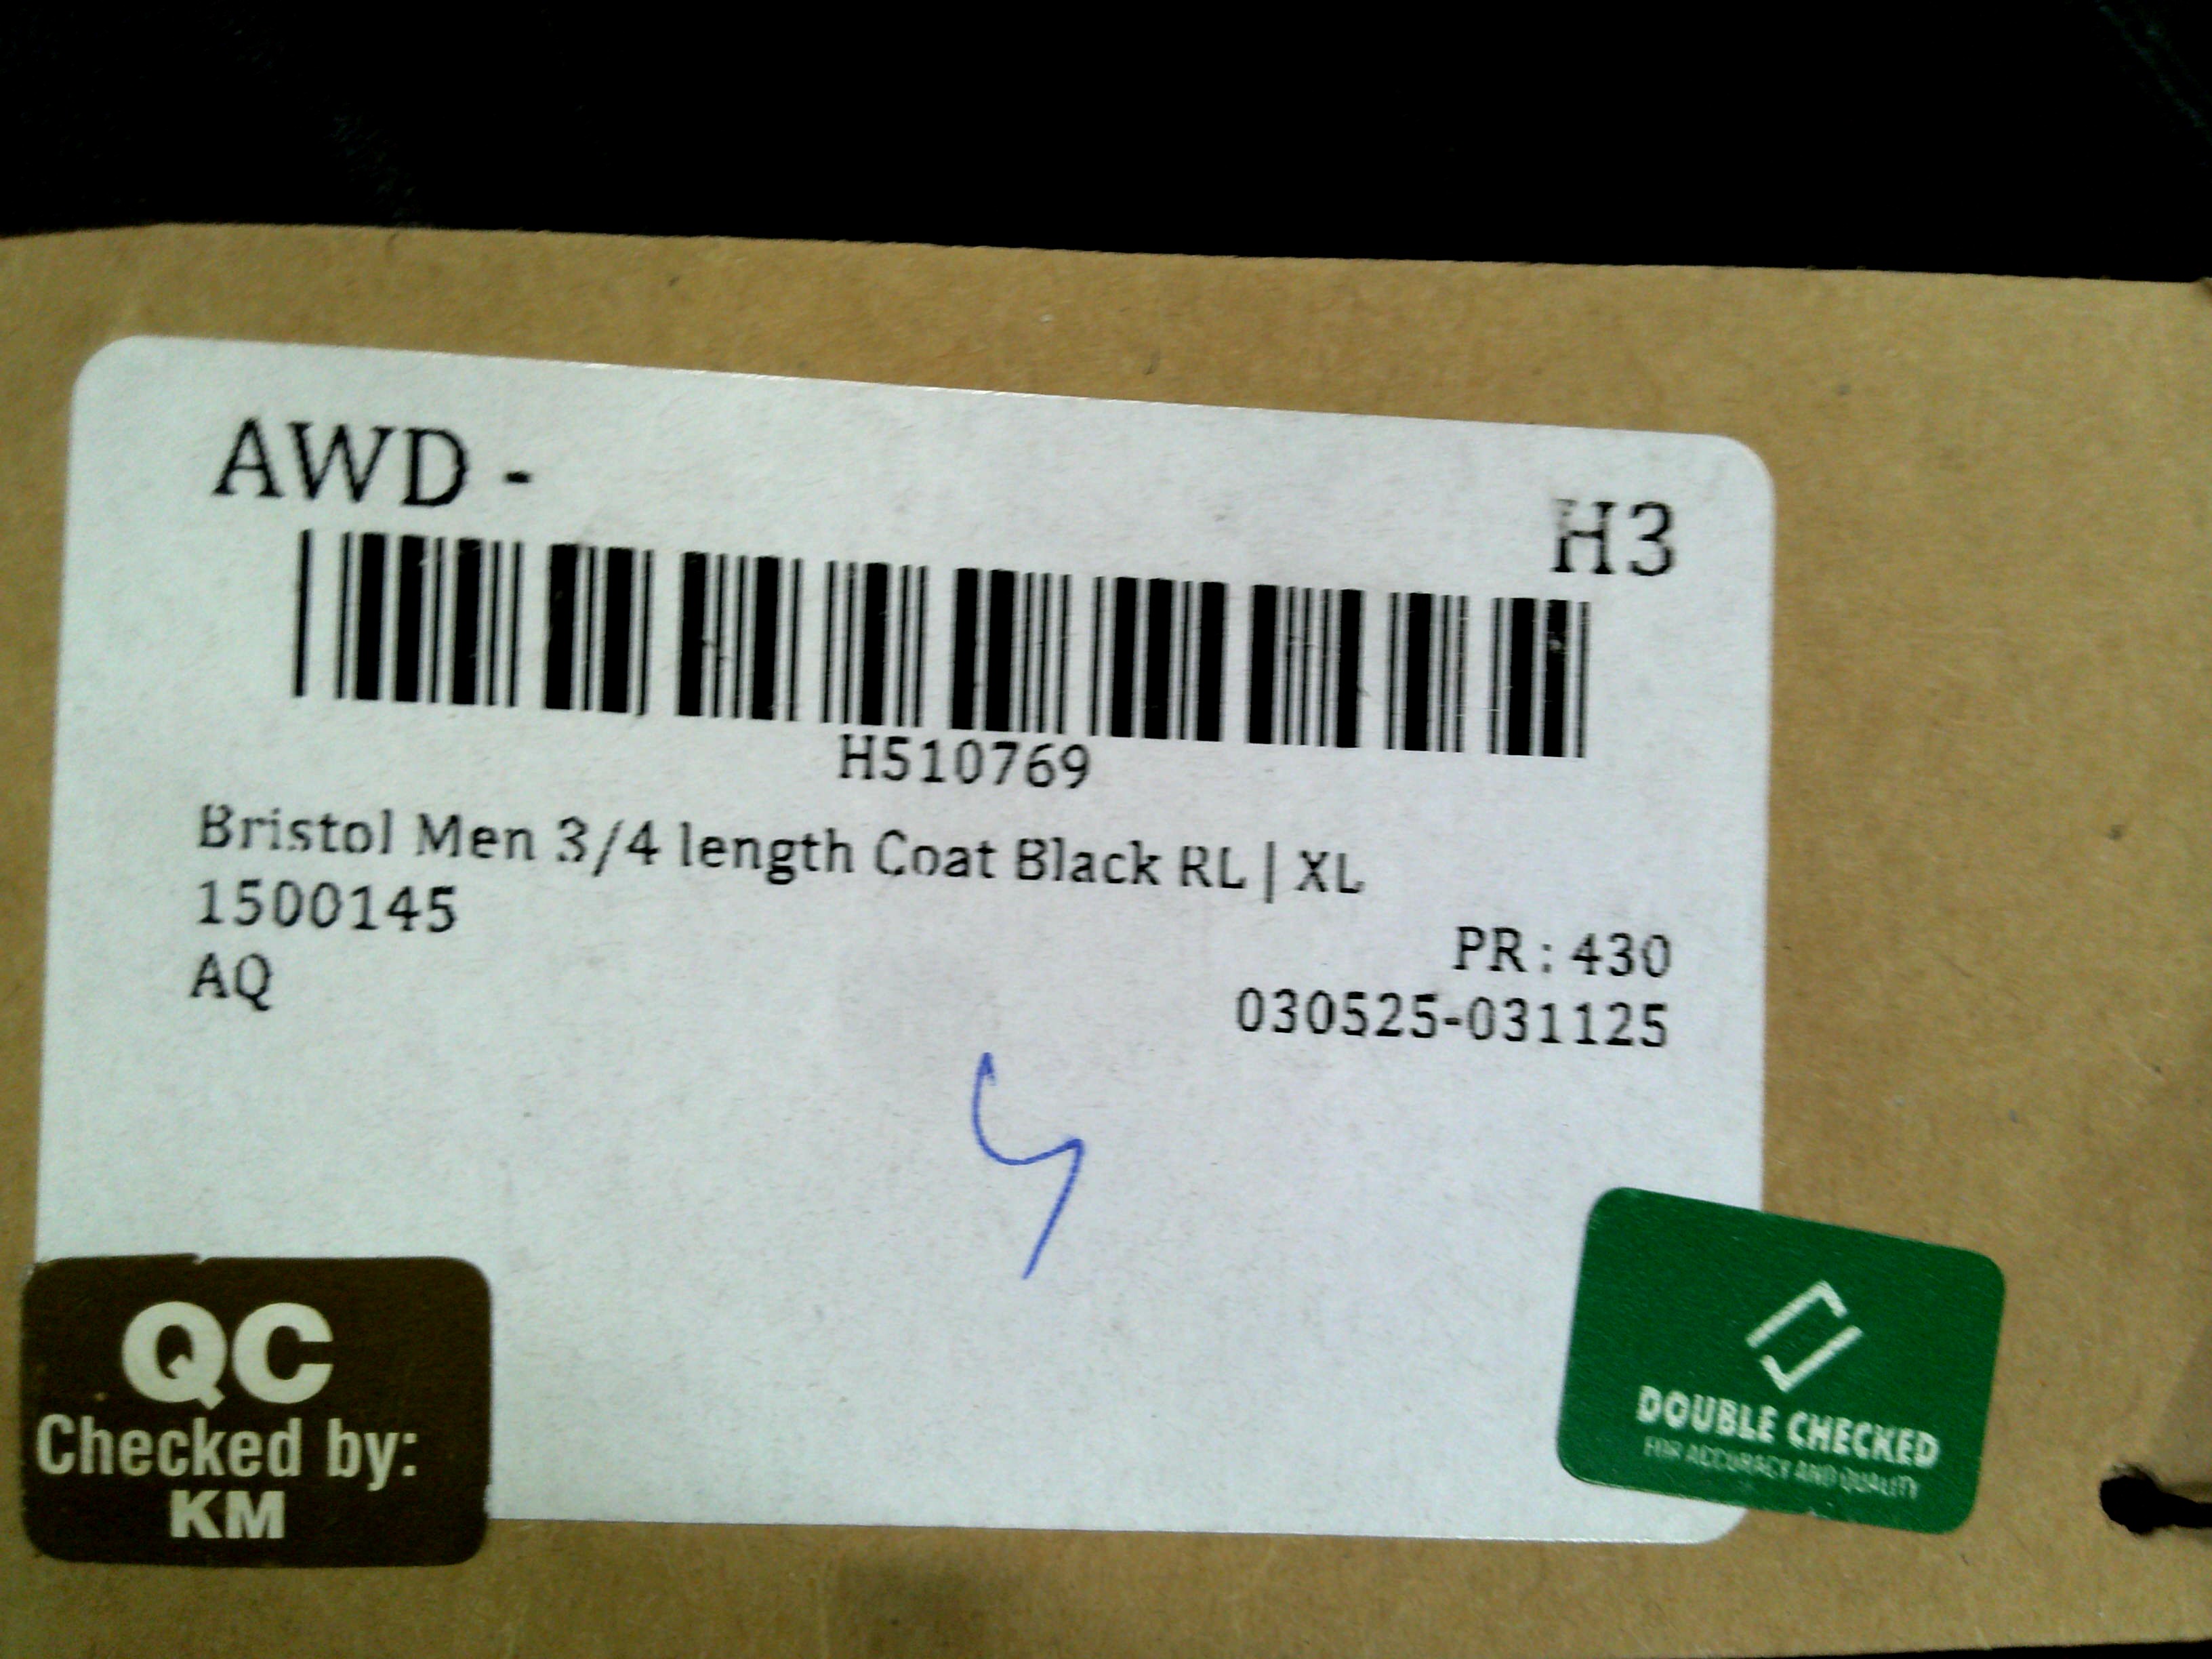 AWD -
H3
H510769
Bristol Men 3/4 length Coat Black RL | XL
1500145
PR : 430
AQ
030525-031125
QC
Checked by:
KM
DOUBLE CHECKED
FOR ACCURACY AND QUALITY